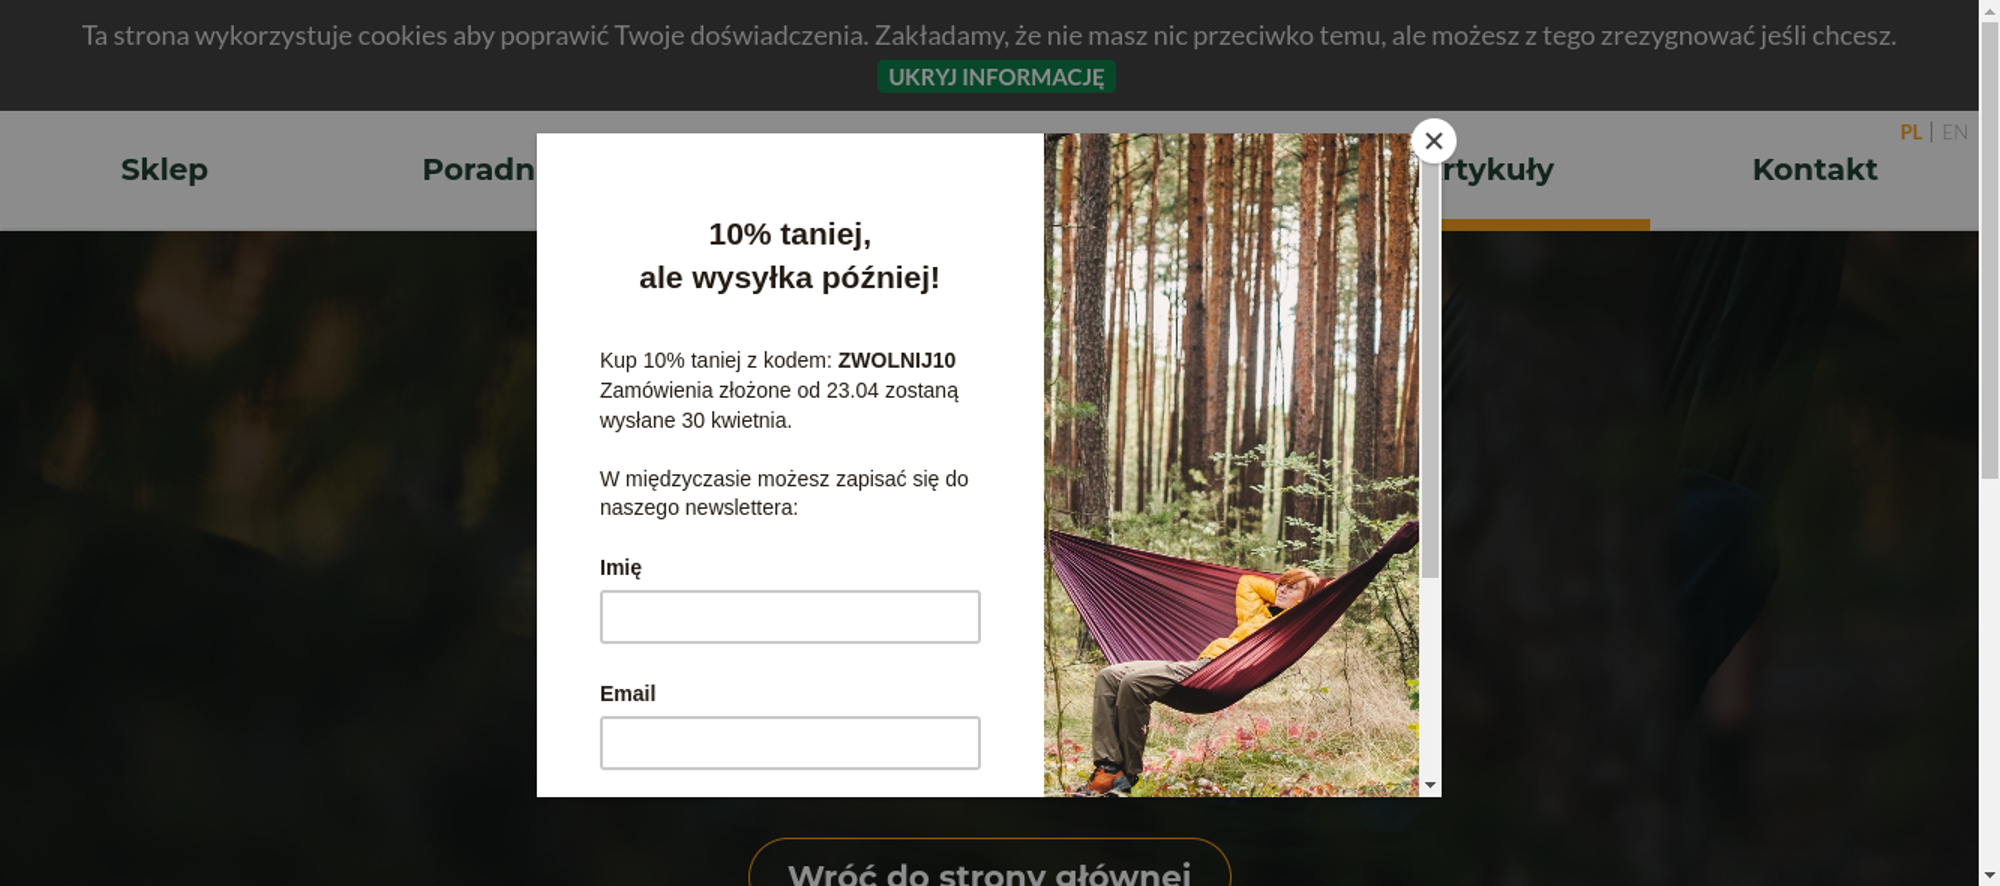 Ta strona wykorzystuje cookies aby poprawić Twoje doświadczenia. Zakładamy, że nie masz nic przeciwko temu, ale możesz z tego zrezygnować jeśli chcesz.
UKRYJ INFORMACJĘ
PL | EN
Sklep
Poradn
rtykuły
Kontakt
10% taniej,
ale wysyłka później!
Kup 10% taniej z kodem: ZWOLNIJ10
Zamówienia złożone od 23.04 zostaną
wysłane 30 kwietnia.
W międzyczasie możesz zapisać się do
naszego newslettera:
Imię
Email
Wróć do strony głównej